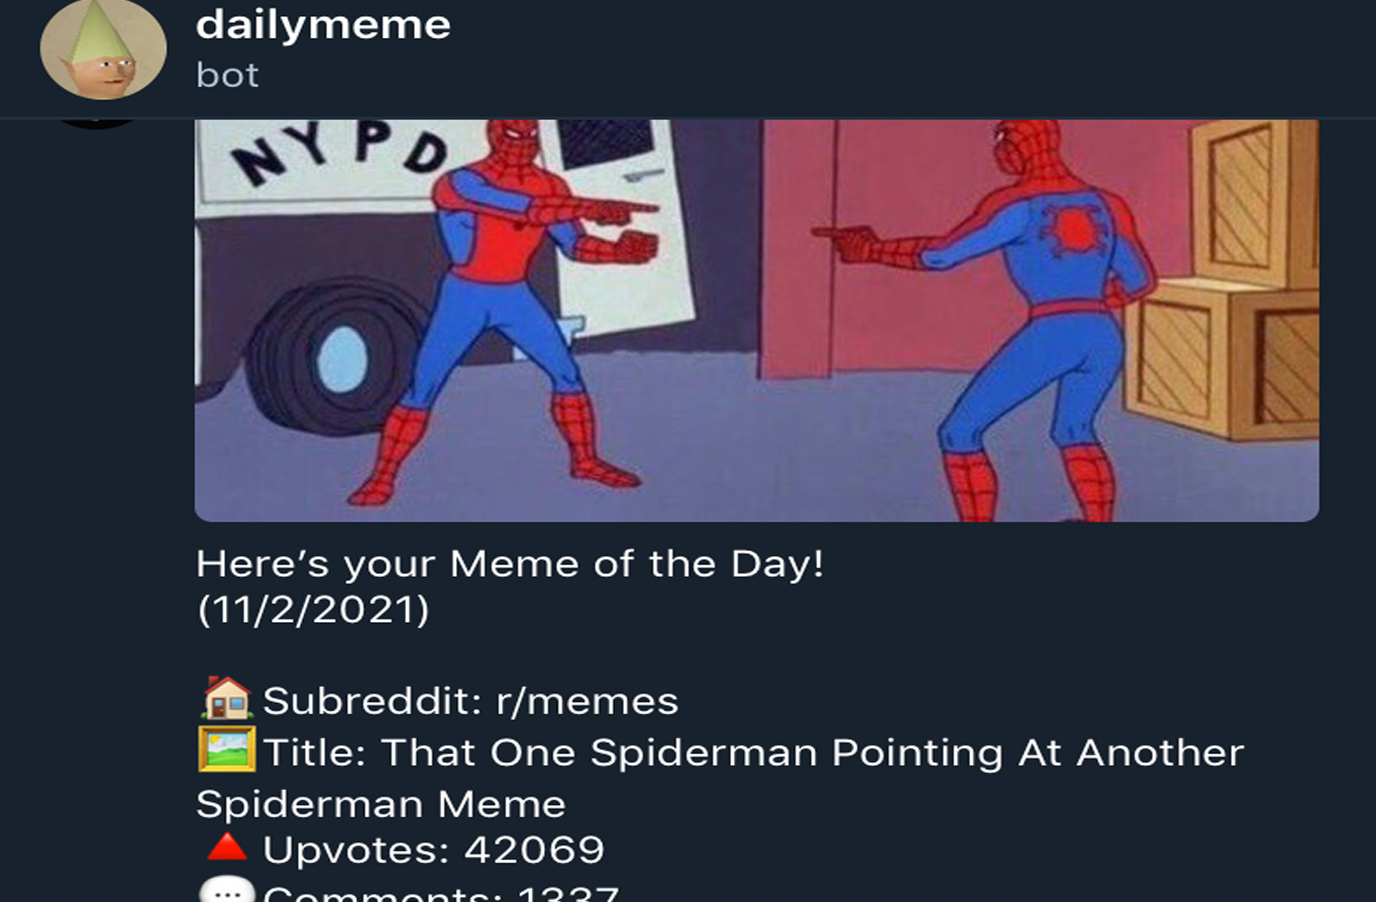 dailymeme
bot
NYPD
Here’s your Meme of the Day!
(11/2/2021)
Subreddit: r/memes
Title: That One Spiderman Pointing At Another
Spiderman Meme
Upvotes: 42069
Comments: 1337